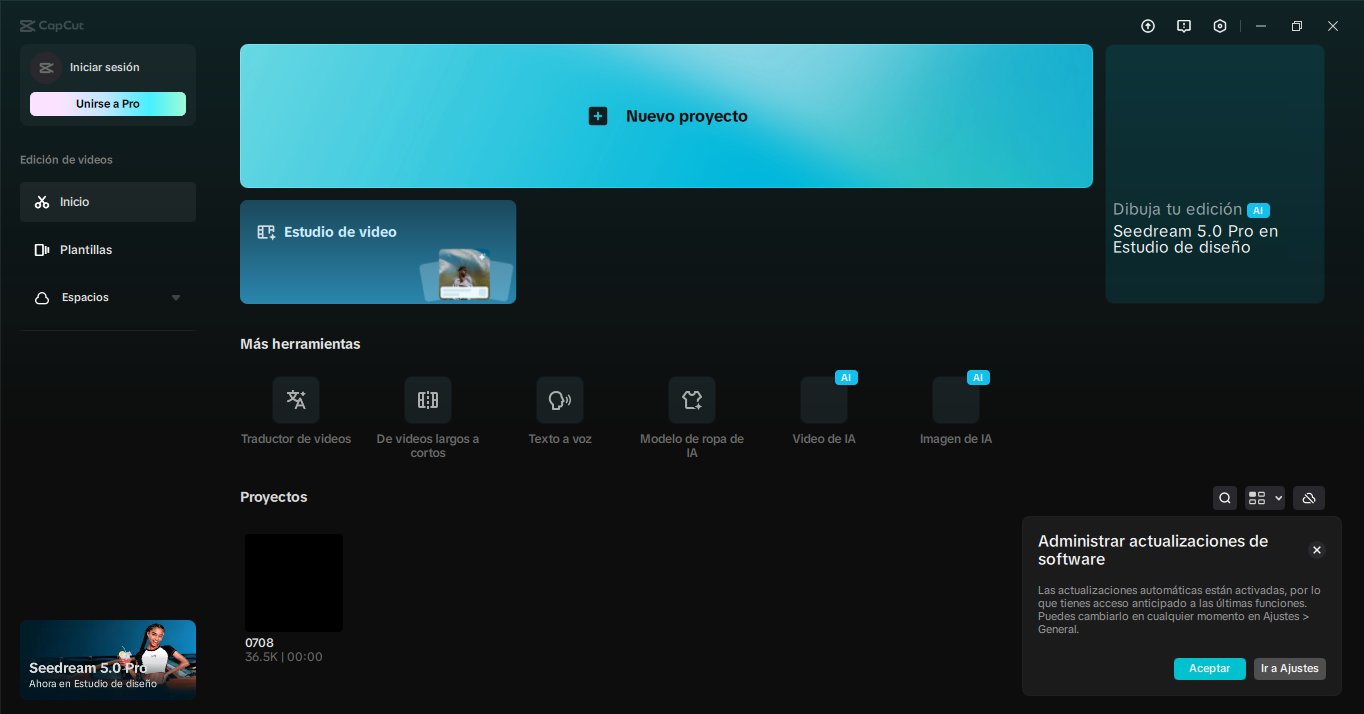 CapCut
Iniciar sesión
Unirse a Pro
Edición de videos
Inicio
Plantillas
Espacios
Seedream 5.0 Pro
Ahora en Estudio de diseño
Nuevo proyecto
Estudio de video
Dibuja tu edición AI
Seedream 5.0 Pro en
Estudio de diseño
Más herramientas
AI
AI
Traductor de videos
De videos largos a
cortos
Texto a voz
Modelo de ropa de
IA
Video de IA
Imagen de IA
Proyectos
0708
36.5K | 00:00
Administrar actualizaciones de
software
Las actualizaciones automáticas están activadas, por lo
que tienes acceso anticipado a las últimas funciones.
Puedes cambiarlo en cualquier momento en Ajustes >
General.
Aceptar
Ir a Ajustes